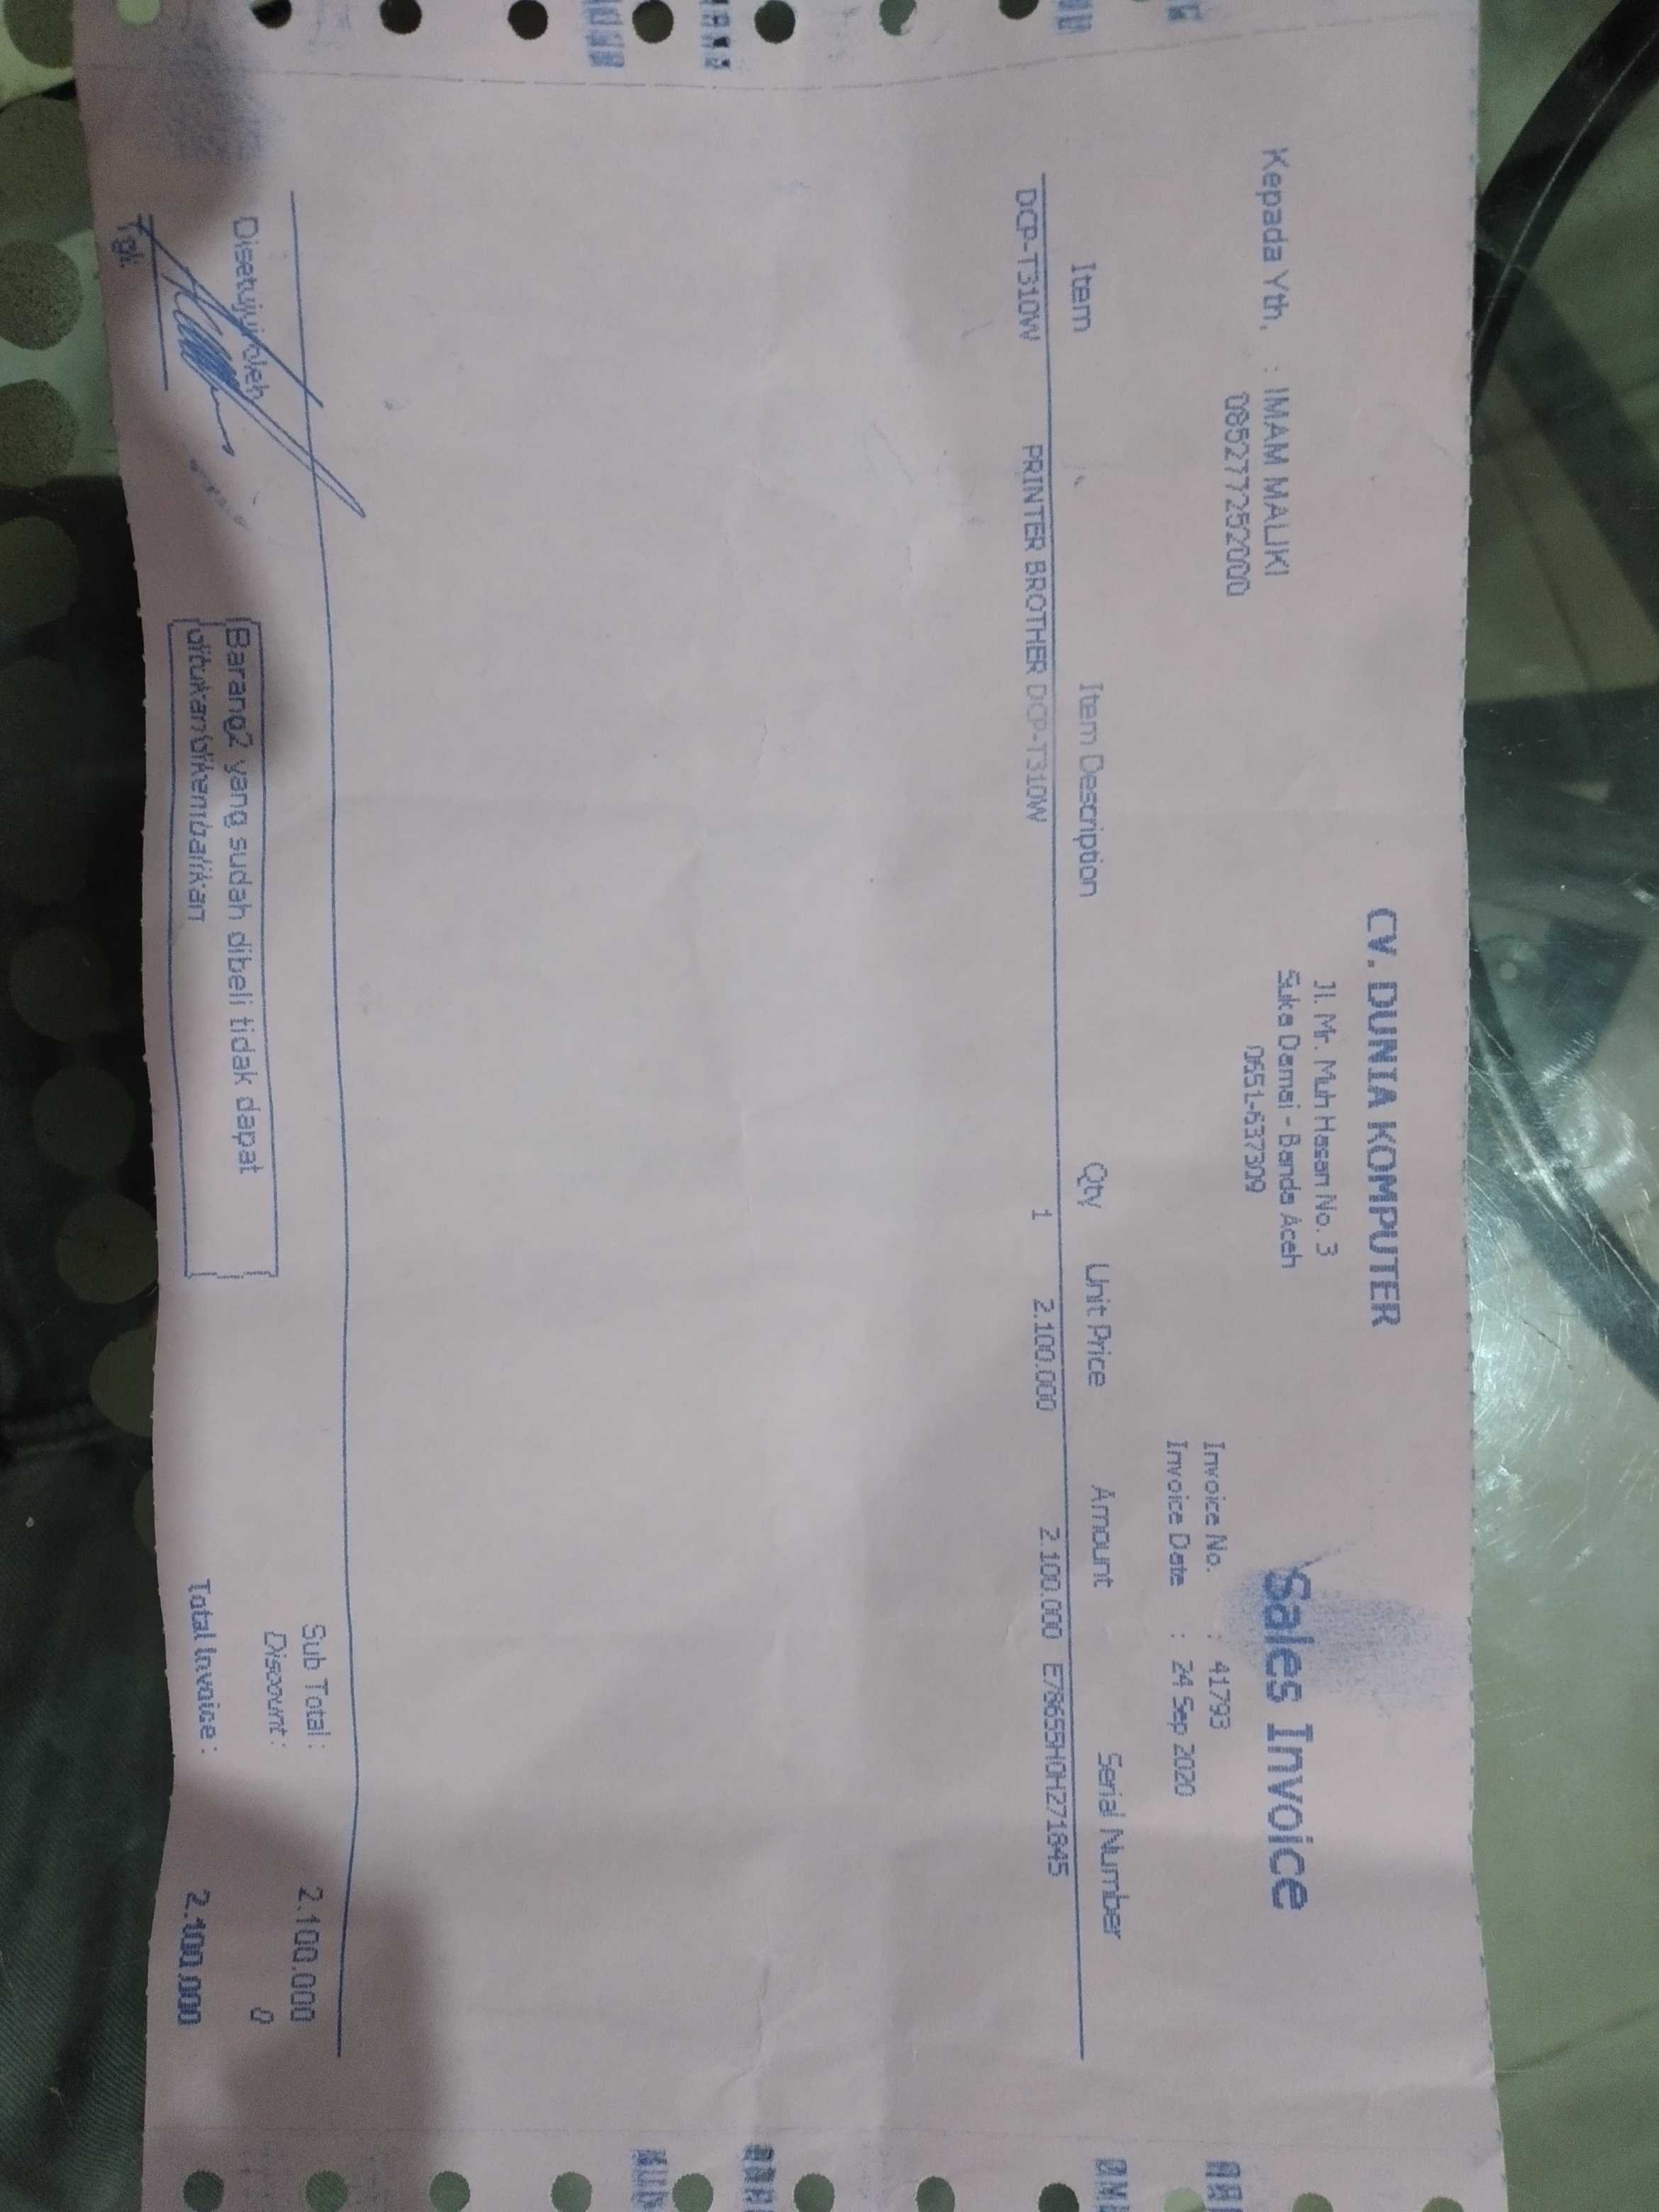 CV. DUNIA KOMPUTER
Jl. Mr. Muh Hasan No. 3
Suka Damai - Banda Aceh
0651-637309
Sales Invoice
Kepada Yth. : IMAM MALIKI
085277252000
Invoice No. : 41793
Invoice Date : 24 Sep 2020
Item Item Description Qty Unit Price Amount Serial Number
DCP-T310W PRINTER BROTHER DCP-T310W 1 2.100.000 2.100.000 E78655H0H271845
Sub Total : 2.100.000
Discount : 0
Total Invoice : 2.100.000
Disetujui oleh
Tgl.
Barang2 yang sudah dibeli tidak dapat
ditukar/dikembalikan